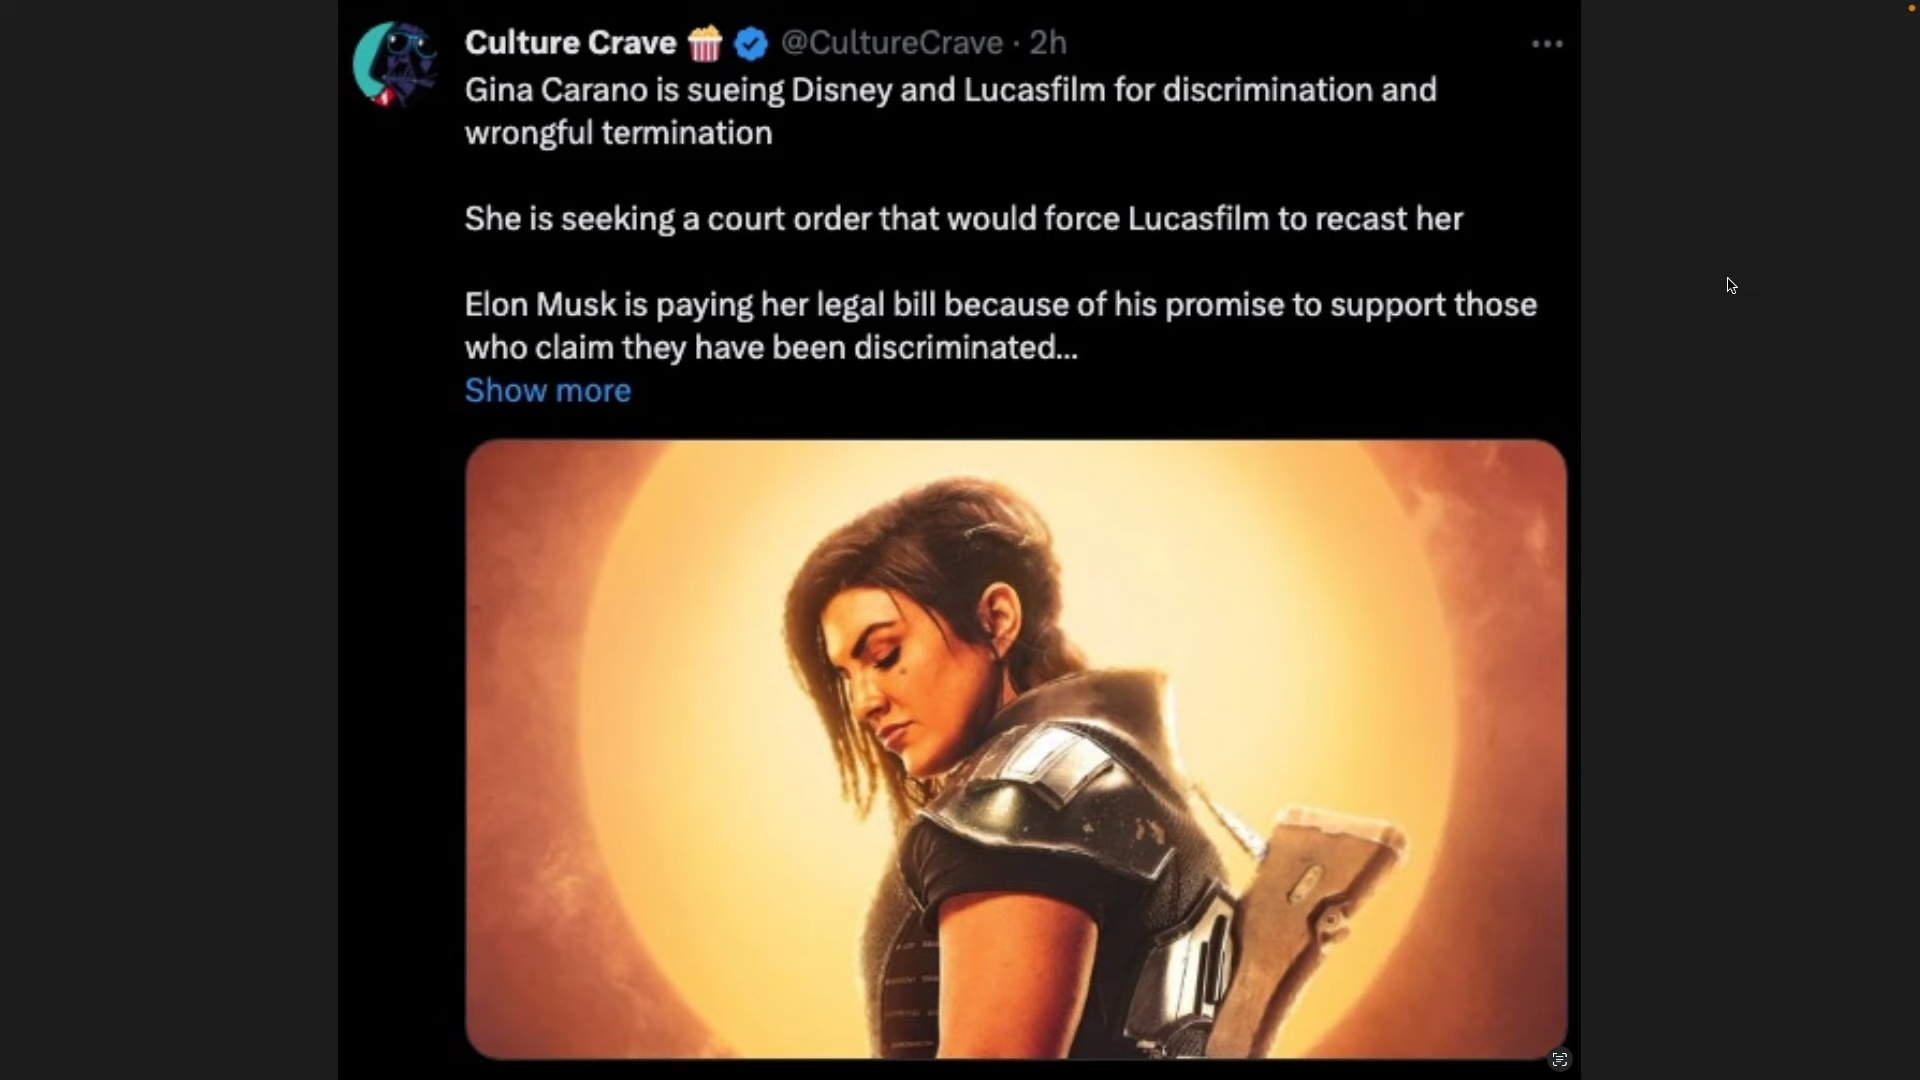 Culture Crave @CultureCrave · 2h
Gina Carano is sueing Disney and Lucasfilm for discrimination and
wrongful termination
She is seeking a court order that would force Lucasfilm to recast her
Elon Musk is paying her legal bill because of his promise to support those
who claim they have been discriminated...
Show more